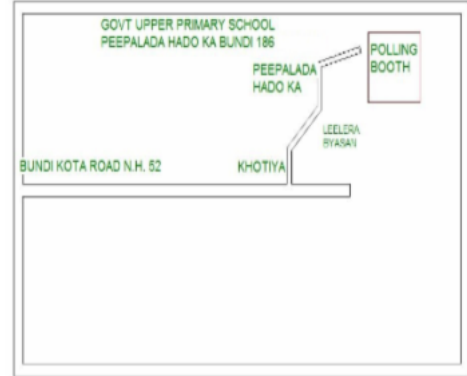 GOVT UPPER PRIMARY SCHOOL
PEEPALADA HADO KA BUNDI 186
POLLING
BOOTH
PEEPALADA
HADO KA
LEELERA
BYASAN
BUNDI KOTA ROAD N.H. 52
KHOTIYA